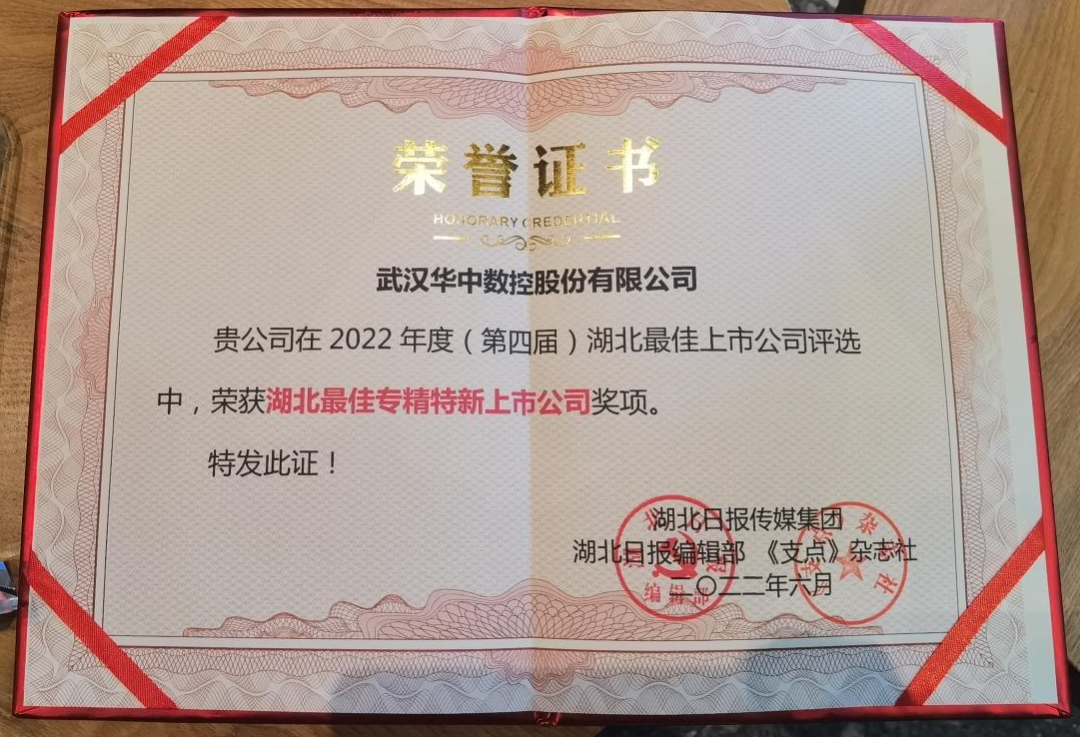 荣誉证书
HONORARY CREDENTIAL
武汉华中数控股份有限公司
贵公司在 2022 年度（第四届）湖北最佳上市公司评选
中，荣获湖北最佳专精特新上市公司奖项。
特发此证！
湖北日报传媒集团
湖北日报编辑部 《支点》杂志社
二〇二二年六月